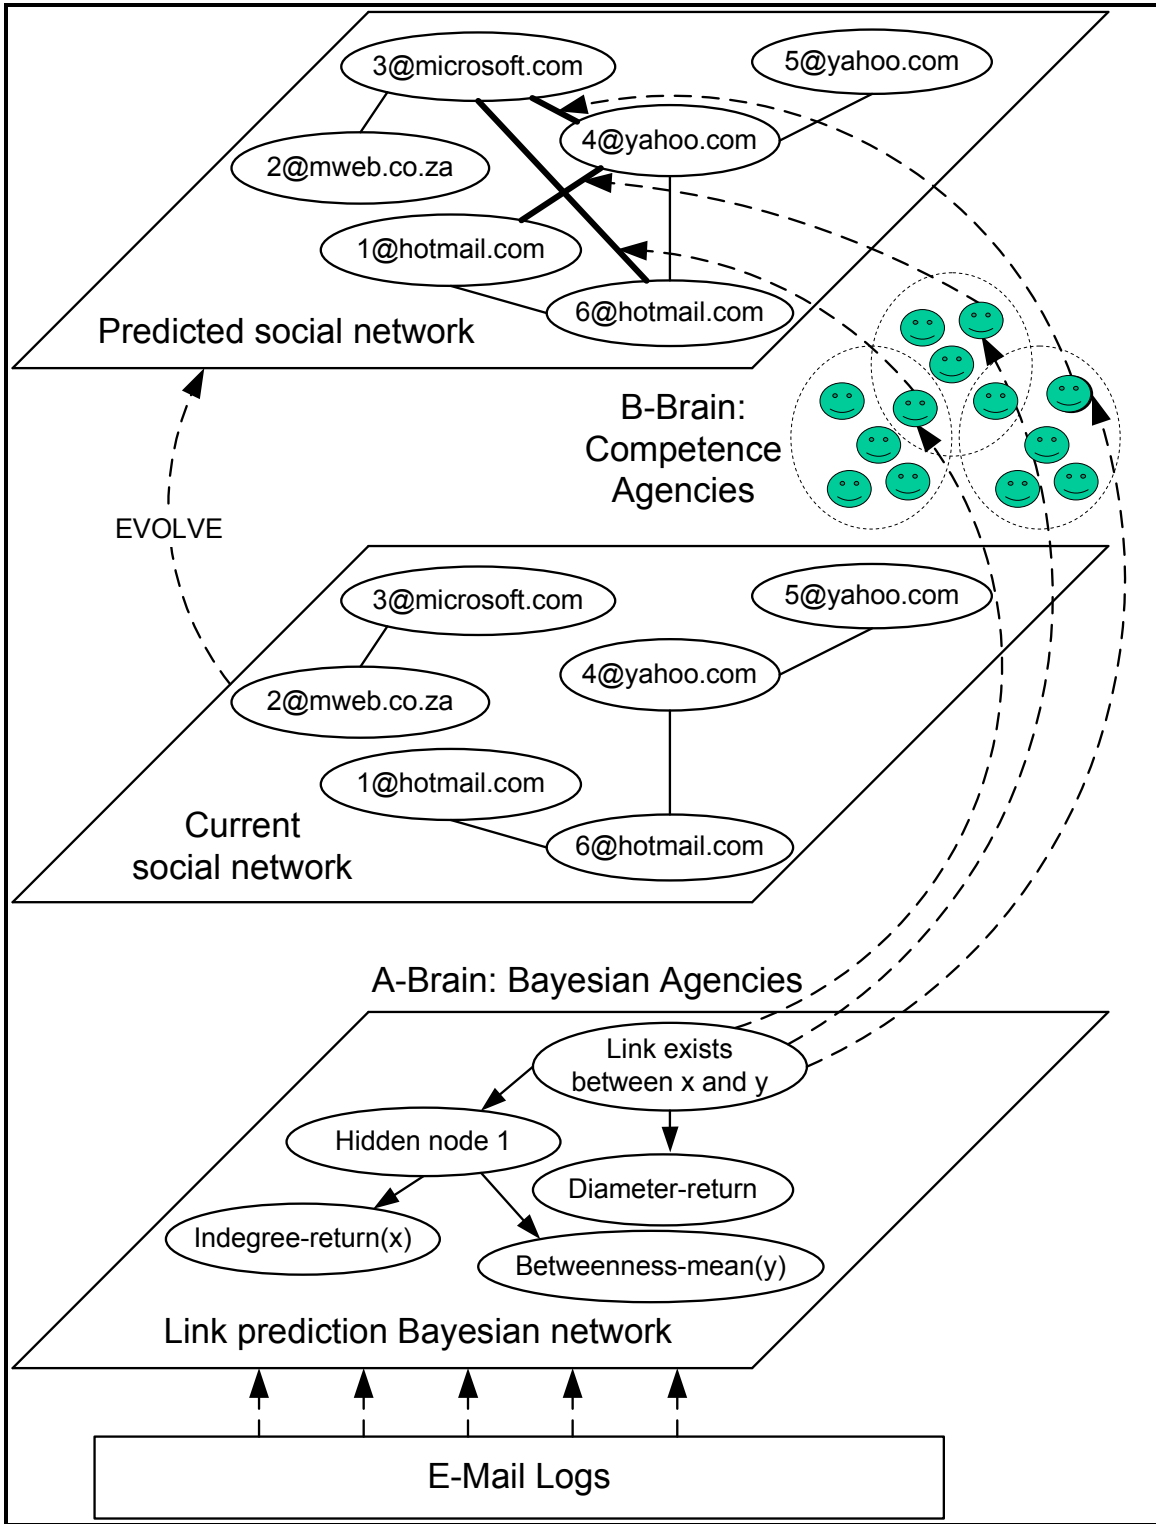 3@microsoft.com
5@yahoo.com
4@yahoo.com
2@mweb.co.za
1@hotmail.com
6@hotmail.com
Predicted social network
B-Brain:
Competence
Agencies
EVOLVE
3@microsoft.com
5@yahoo.com
4@yahoo.com
2@mweb.co.za
1@hotmail.com
6@hotmail.com
Current
social network
A-Brain: Bayesian Agencies
Link exists
between x and y
Hidden node 1
Diameter-return
Indegree-return(x)
Betweenness-mean(y)
Link prediction Bayesian network
E-Mail Logs